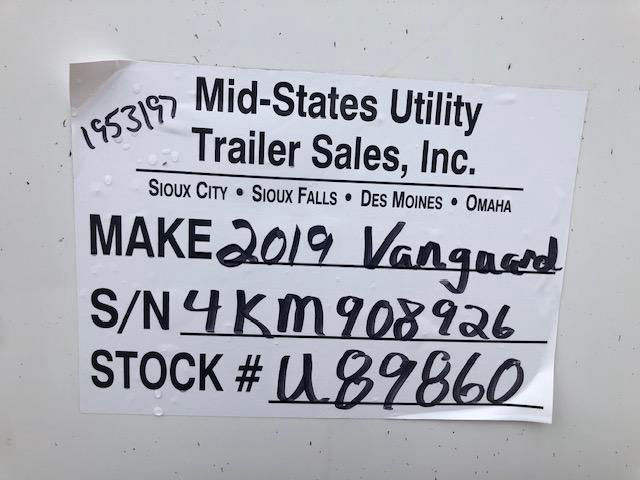 1953197
Mid-States Utility
Trailer Sales, Inc.
SIOUX CITY • SIOUX FALLS • DES MOINES • OMAHA
MAKE 2019 Vanguard
S/N 4KM908926
STOCK # U89860